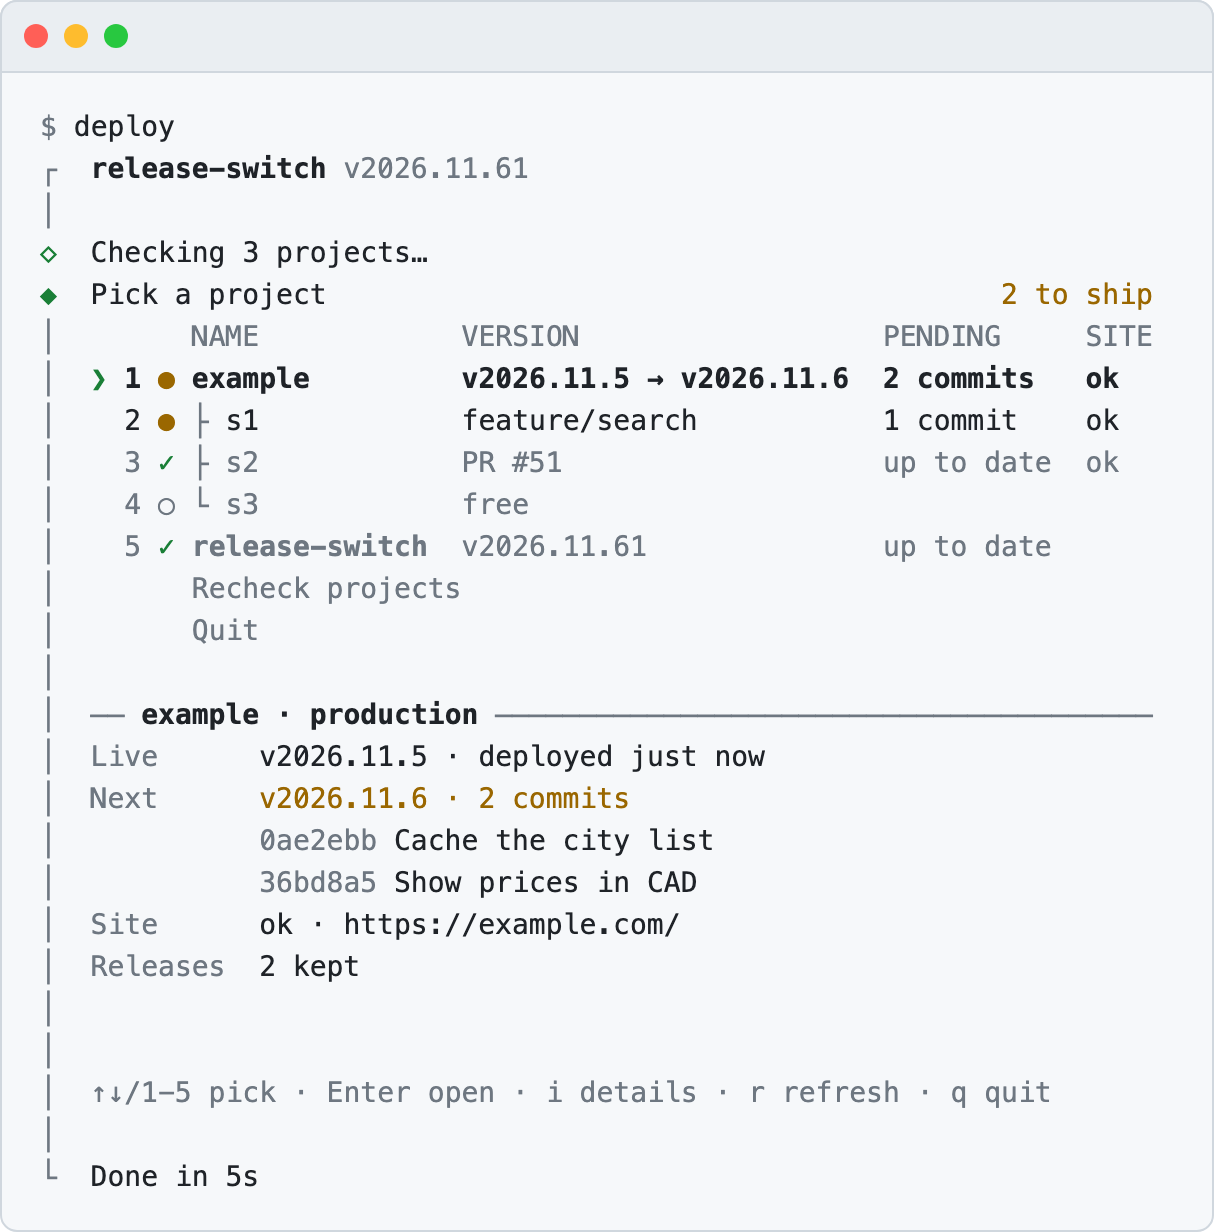 $ deploy
┌  release-switch v2026.11.61
│
◇  Checking 3 projects…
◆  Pick a project                                        2 to ship
│        NAME            VERSION                  PENDING     SITE
│  ❯ 1 ● example         v2026.11.5 → v2026.11.6  2 commits   ok
│    2 ● ├ s1            feature/search           1 commit    ok
│    3 ✓ ├ s2            PR #51                   up to date  ok
│    4 ○ └ s3            free
│    5 ✓ release-switch  v2026.11.61              up to date
│        Recheck projects
│        Quit
│
│  ── example · production ───────────────────────────────────────
│  Live      v2026.11.5 · deployed just now
│  Next      v2026.11.6 · 2 commits
│            0ae2ebb Cache the city list
│            36bd8a5 Show prices in CAD
│  Site      ok · https://example.com/
│  Releases  2 kept
│
│
│  ↑↓/1-5 pick · Enter open · i details · r refresh · q quit
│
└  Done in 5s